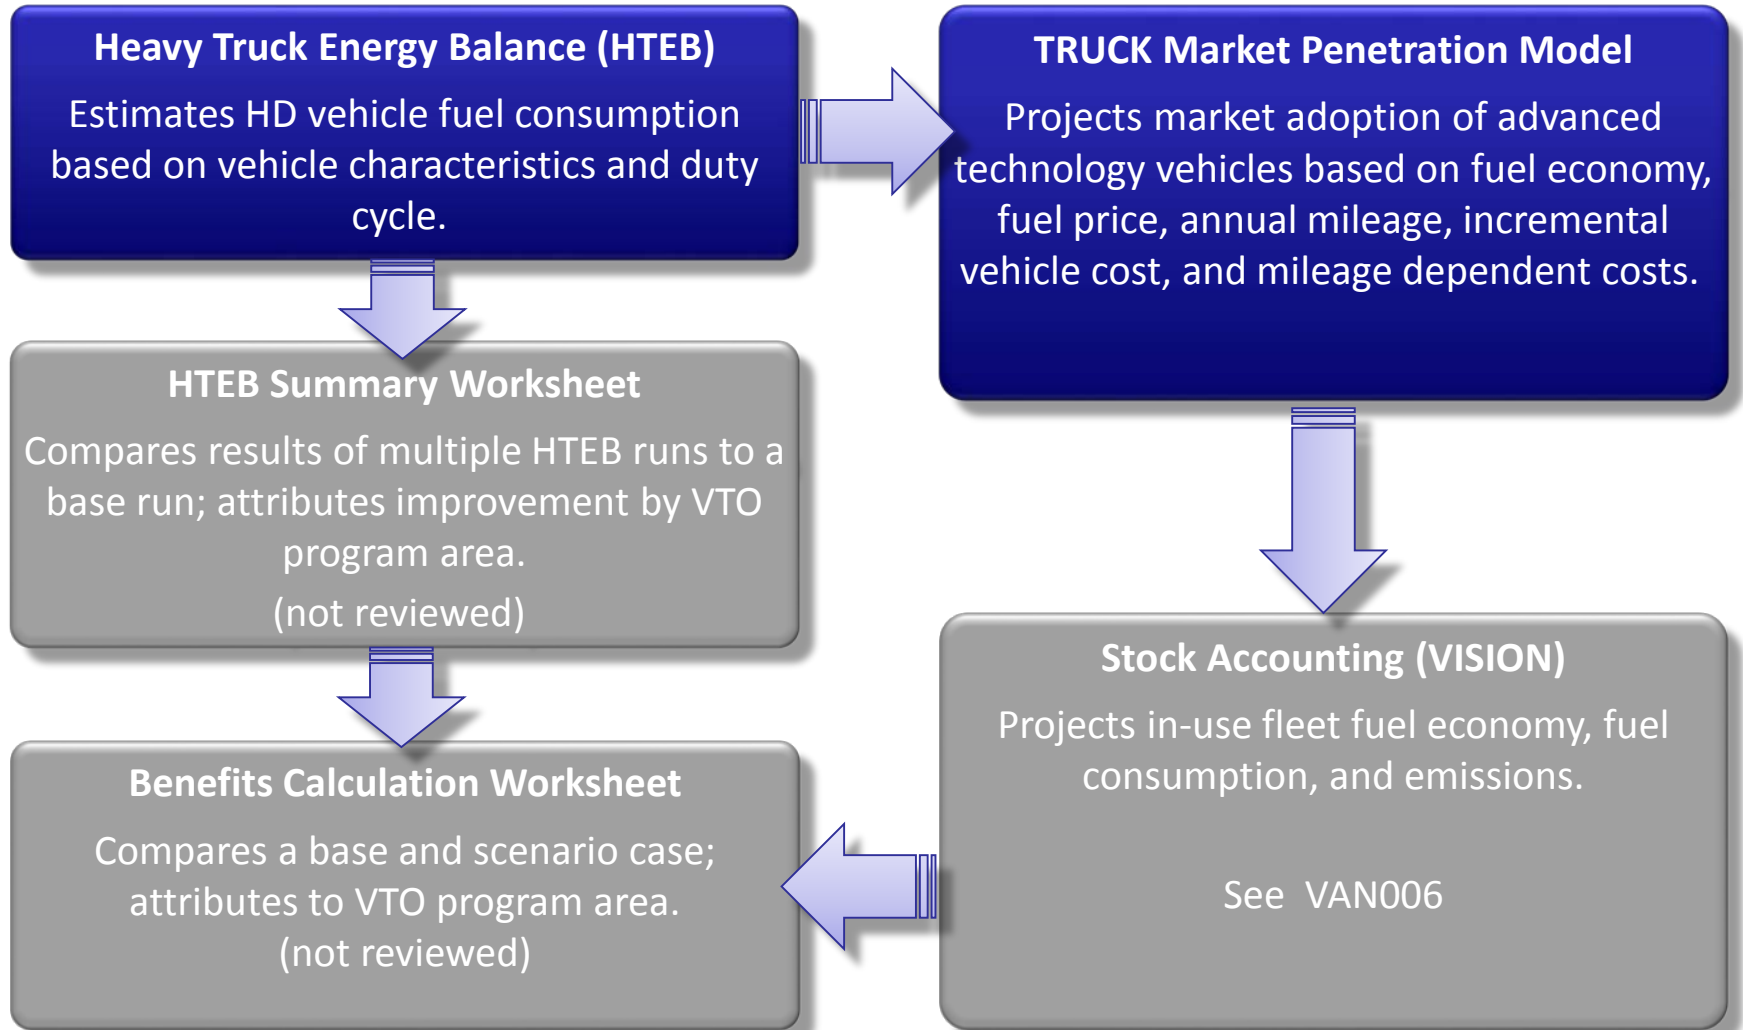 Heavy Truck Energy Balance (HTEB)
Estimates HD vehicle fuel consumption
based on vehicle characteristics and duty
cycle.
TRUCK Market Penetration Model
Projects market adoption of advanced
technology vehicles based on fuel economy,
fuel price, annual mileage, incremental
vehicle cost, and mileage dependent costs.
HTEB Summary Worksheet
Compares results of multiple HTEB runs to a
base run; attributes improvement by VTO
program area.
(not reviewed)
Stock Accounting (VISION)
Projects in-use fleet fuel economy, fuel
consumption, and emissions.
See VAN006
Benefits Calculation Worksheet
Compares a base and scenario case;
attributes to VTO program area.
(not reviewed)